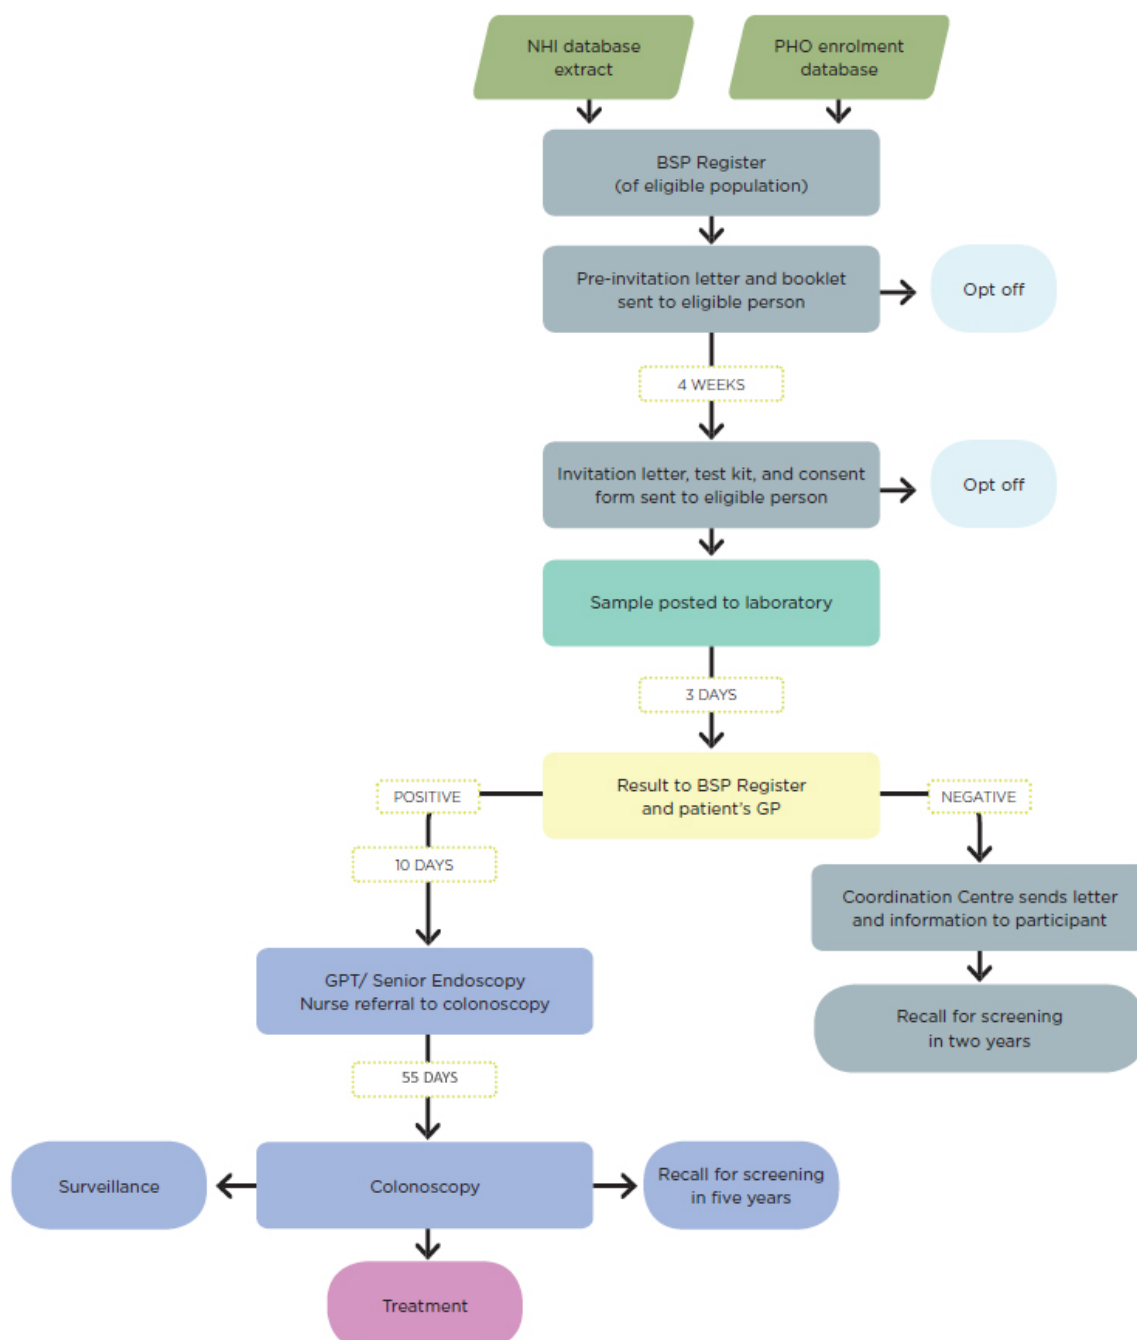 NHI database
extract
PHO enrolment
database
BSP Register
(of eligible population)
Pre-invitation letter and booklet
sent to eligible person
Opt off
4 WEEKS
Invitation letter, test kit, and consent
form sent to eligible person
Opt off
Sample posted to laboratory
3 DAYS
Result to BSP Register
and patient's GP
POSITIVE
NEGATIVE
10 DAYS
Coordination Centre sends letter
and information to participant
GPT/ Senior Endoscopy
Nurse referral to colonoscopy
Recall for screening
in two years
55 DAYS
Surveillance
Colonoscopy
Recall for screening
in five years
Treatment